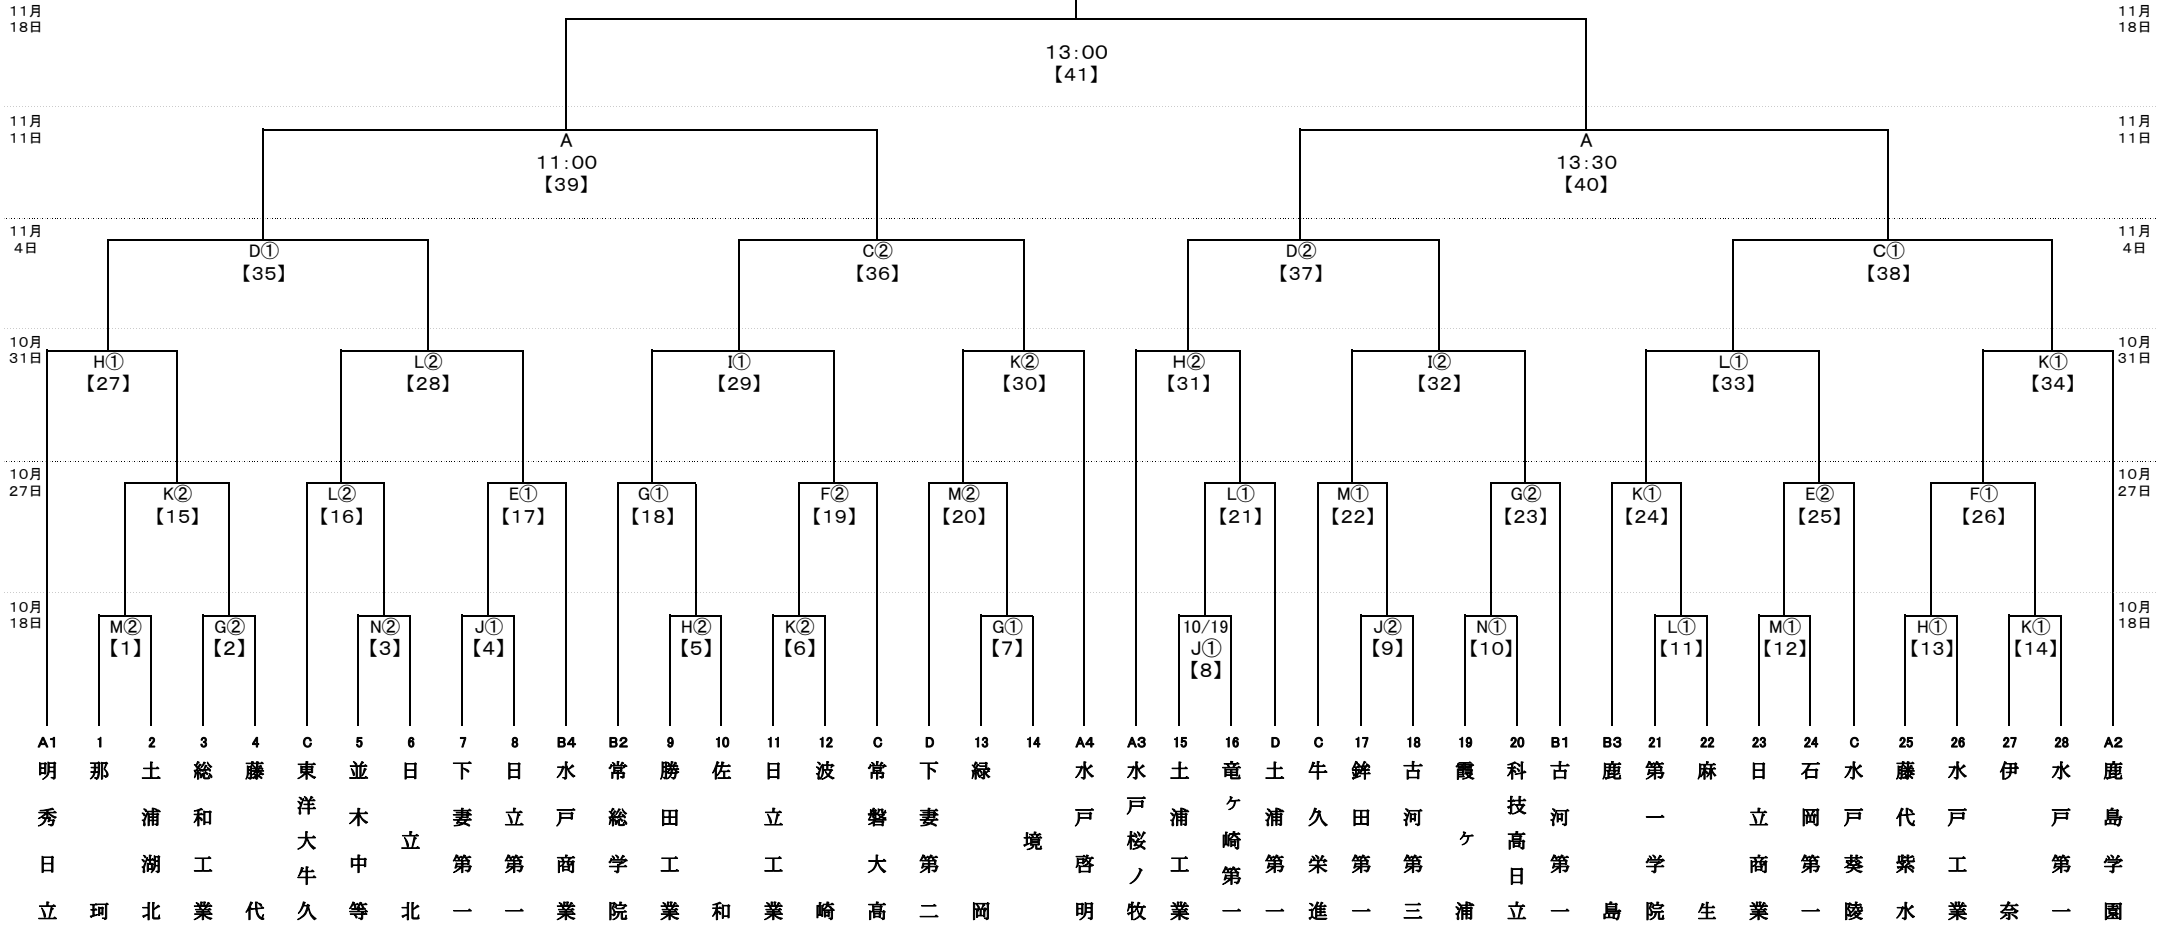 11月
18日
11月
18日
13:00
【41】
11月
11日
A
11:00
【39】
A
13:30
【40】
11月
11日
11月
4日
D①
【35】
C②
【36】
D②
【37】
C①
【38】
11月
4日
10月
31日
H①
【27】
L②
【28】
I①
【29】
K②
【30】
H②
【31】
I②
【32】
L①
【33】
K①
【34】
10月
31日
10月
27日
K②
【15】
L②
【16】
E①
【17】
G①
【18】
F②
【19】
M②
【20】
L①
【21】
M①
【22】
G②
【23】
K①
【24】
E②
【25】
F①
【26】
10月
27日
10月
18日
M②
【1】
G②
【2】
N②
【3】
J①
【4】
H②
【5】
K②
【6】
G①
【7】
10/19
J①
【8】
J②
【9】
N①
【10】
L①
【11】
M①
【12】
H①
【13】
K①
【14】
10月
18日
A1
明秀日立
1
那珂
2
土浦湖北
3
総和工業
4
藤代
C
東洋大牛久
5
並木中等
6
日立北
7
下妻第一
8
日立第一
B4
水戸商業
B2
常総学院
9
勝田工業
10
佐和
11
日立工業
12
波崎
C
常磐大高
D
下妻第二
13
緑岡
14
境
A4
水戸啓明
A3
水戸桜ノ牧
15
土浦工業
16
竜ヶ崎第一
D
土浦第一
C
牛久栄進
17
鉾田第一
18
古河第三
19
霞ヶ浦
20
科技高日立
B1
古河第一
B3
鹿島
21
第一学院
22
麻生
23
日立商業
24
石岡第一
C
水戸葵陵
25
藤代紫水
26
水戸工業
27
伊奈
28
水戸第一
A2
鹿島学園